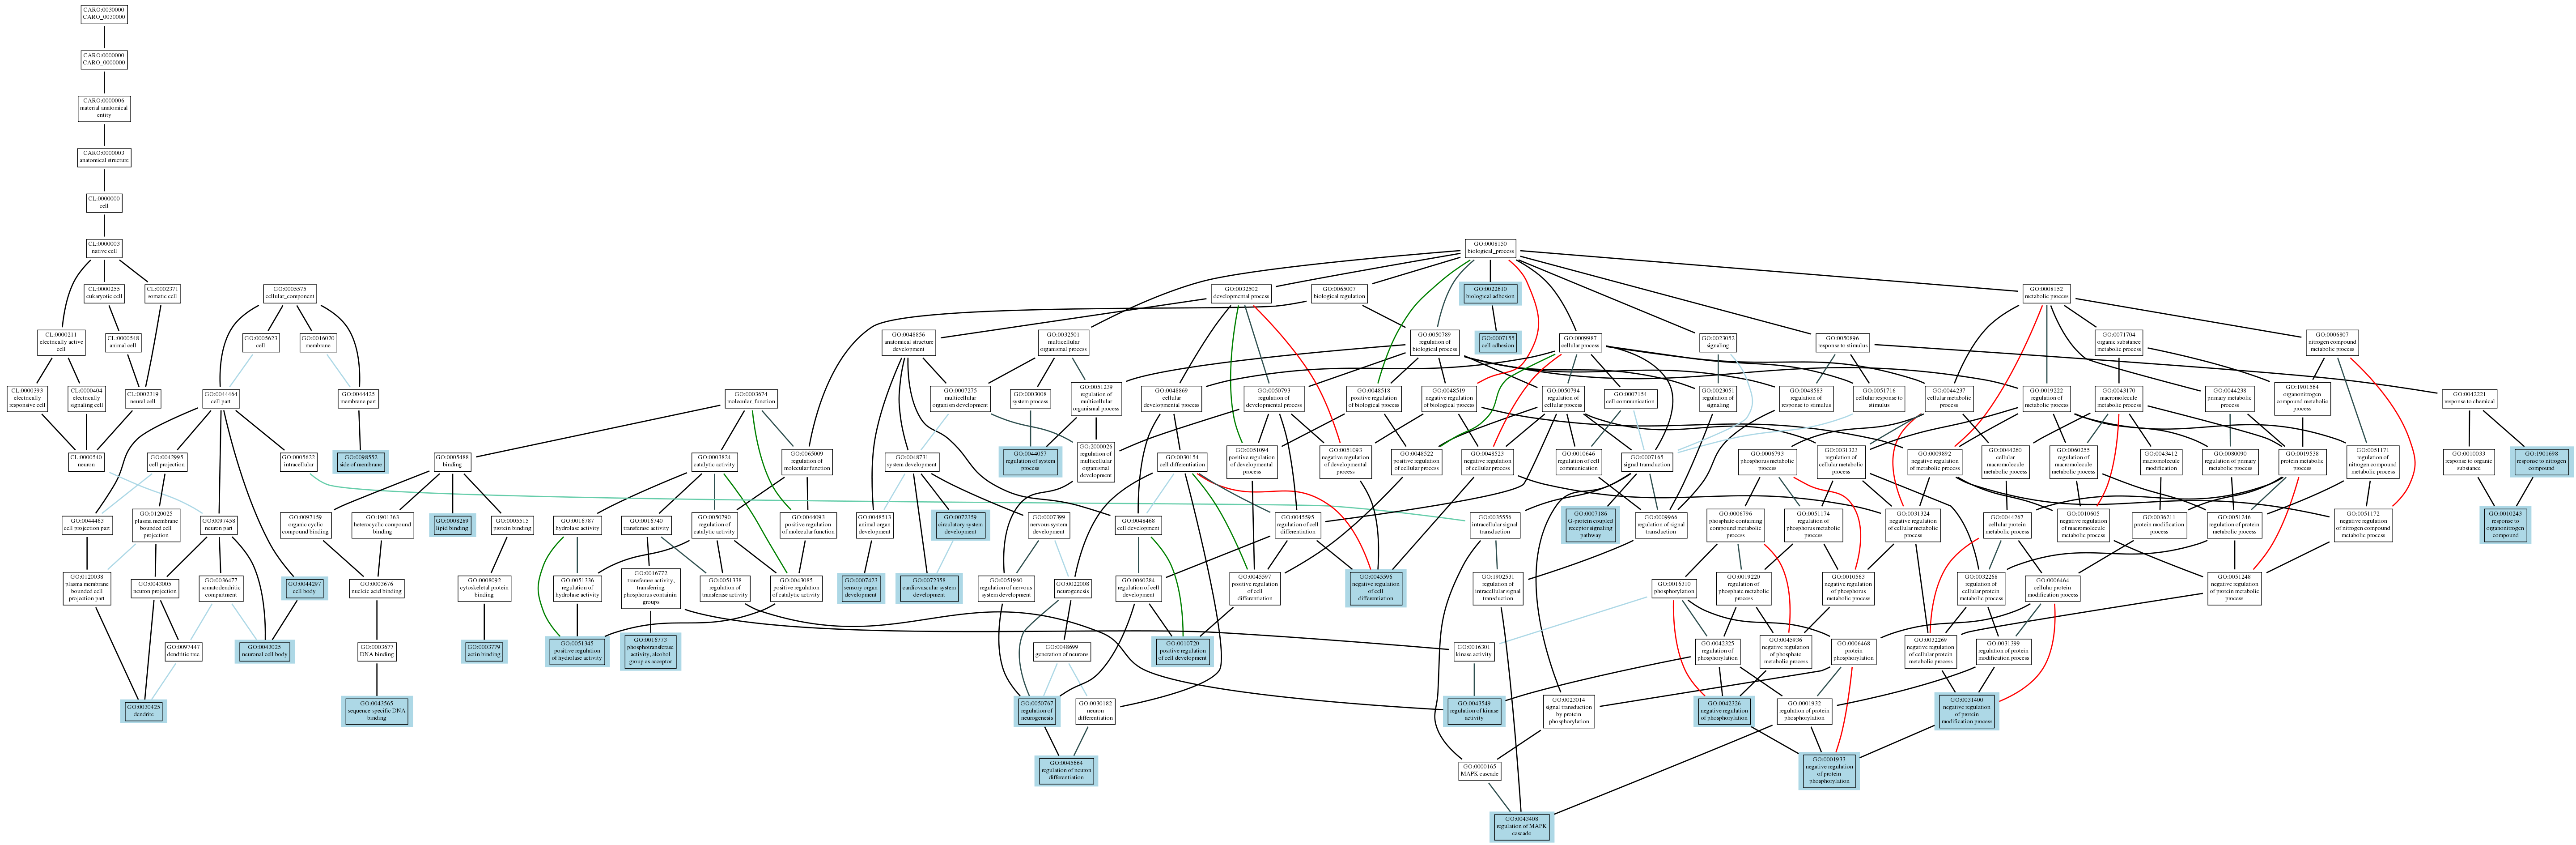 CARO:0030000
CARO_0030000
CARO:0000000
CARO_0000000
CARO:0000006
material anatomical
entity
CARO:0000003
anatomical structure
CL:0000000
cell
CL:0000003
native cell
GO:0008150
biological_process
CL:0000255
eukaryotic cell
CL:0002371
somatic cell
GO:0005575
cellular_component
GO:0032502
developmental process
GO:0065007
biological regulation
GO:0022610
biological adhesion
GO:0008152
metabolic process
CL:0000211
electrically active
cell
CL:0000548
animal cell
GO:0005623
cell
GO:0016020
membrane
GO:0048856
anatomical structure
development
GO:0032501
multicellular
organismal process
GO:0050789
regulation of
biological process
GO:0007155
cell adhesion
GO:0009987
cellular process
GO:0023052
signaling
GO:0050896
response to stimulus
GO:0071704
organic substance
metabolic process
GO:0006807
nitrogen compound
metabolic process
CL:0000393
electrically
responsive cell
CL:0000404
electrically
signaling cell
CL:0002319
neural cell
GO:0044464
cell part
GO:0044425
membrane part
GO:0003674
molecular_function
GO:0007275
multicellular
organism development
GO:0003008
system process
GO:0051239
regulation of
multicellular
organismal process
GO:0048869
cellular
developmental process
GO:0050793
regulation of
developmental process
GO:0048518
positive regulation
of biological process
GO:0048519
negative regulation
of biological process
GO:0050794
regulation of
cellular process
GO:0007154
cell communication
GO:0023051
regulation of
signaling
GO:0048583
regulation of
response to stimulus
GO:0051716
cellular response to
stimulus
GO:0044237
cellular metabolic
process
GO:0019222
regulation of
metabolic process
GO:0043170
macromolecule
metabolic process
GO:0044238
primary metabolic
process
GO:1901564
organonitrogen
compound metabolic
process
GO:0042221
response to chemical
CL:0000540
neuron
GO:0042995
cell projection
GO:0005622
intracellular
GO:0098552
side of membrane
GO:0005488
binding
GO:0003824
catalytic activity
GO:0065009
regulation of
molecular function
GO:0048731
system development
GO:0044057
regulation of system
process
GO:2000026
regulation of
multicellular
organismal
development
GO:0030154
cell differentiation
GO:0051094
positive regulation
of developmental
process
GO:0051093
negative regulation
of developmental
process
GO:0048522
positive regulation
of cellular process
GO:0048523
negative regulation
of cellular process
GO:0010646
regulation of cell
communication
GO:0007165
signal transduction
GO:0006793
phosphorus metabolic
process
GO:0031323
regulation of
cellular metabolic
process
GO:0009892
negative regulation
of metabolic process
GO:0044260
cellular
macromolecule
metabolic process
GO:0060255
regulation of
macromolecule
metabolic process
GO:0043412
macromolecule
modification
GO:0080090
regulation of primary
metabolic process
GO:0019538
protein metabolic
process
GO:0051171
regulation of
nitrogen compound
metabolic process
GO:0010033
response to organic
substance
GO:1901698
response to nitrogen
compound
GO:0044463
cell projection part
GO:0120025
plasma membrane
bounded cell
projection
GO:0097458
neuron part
GO:0097159
organic cyclic
compound binding
GO:1901363
heterocyclic compound
binding
GO:0008289
lipid binding
GO:0005515
protein binding
GO:0016787
hydrolase activity
GO:0016740
transferase activity
GO:0050790
regulation of
catalytic activity
GO:0044093
positive regulation
of molecular function
GO:0048513
animal organ
development
GO:0072359
circulatory system
development
GO:0007399
nervous system
development
GO:0048468
cell development
GO:0045595
regulation of cell
differentiation
GO:0035556
intracellular signal
transduction
GO:0007186
G-protein coupled
receptor signaling
pathway
GO:0009966
regulation of signal
transduction
GO:0006796
phosphate-containing
compound metabolic
process
GO:0051174
regulation of
phosphorus metabolic
process
GO:0031324
negative regulation
of cellular metabolic
process
GO:0044267
cellular protein
metabolic process
GO:0010605
negative regulation
of macromolecule
metabolic process
GO:0036211
protein modification
process
GO:0051246
regulation of protein
metabolic process
GO:0051172
negative regulation
of nitrogen compound
metabolic process
GO:0010243
response to
organonitrogen
compound
GO:0120038
plasma membrane
bounded cell
projection part
GO:0043005
neuron projection
GO:0036477
somatodendritic
compartment
GO:0044297
cell body
GO:0003676
nucleic acid binding
GO:0008092
cytoskeletal protein
binding
GO:0051336
regulation of
hydrolase activity
GO:0016772
transferase activity,
transferring
phosphorus-containing
groups
GO:0051338
regulation of
transferase activity
GO:0043085
positive regulation
of catalytic activity
GO:0007423
sensory organ
development
GO:0072358
cardiovascular system
development
GO:0051960
regulation of nervous
system development
GO:0022008
neurogenesis
GO:0060284
regulation of cell
development
GO:0045597
positive regulation
of cell
differentiation
GO:0045596
negative regulation
of cell
differentiation
GO:1902531
regulation of
intracellular signal
transduction
GO:0016310
phosphorylation
GO:0019220
regulation of
phosphate metabolic
process
GO:0010563
negative regulation
of phosphorus
metabolic process
GO:0032268
regulation of
cellular protein
metabolic process
GO:0006464
cellular protein
modification process
GO:0051248
negative regulation
of protein metabolic
process
GO:0097447
dendritic tree
GO:0043025
neuronal cell body
GO:0003677
DNA binding
GO:0003779
actin binding
GO:0051345
positive regulation
of hydrolase activity
GO:0016773
phosphotransferase
activity, alcohol
group as acceptor
GO:0048699
generation of neurons
GO:0010720
positive regulation
of cell development
GO:0016301
kinase activity
GO:0042325
regulation of
phosphorylation
GO:0045936
negative regulation
of phosphate
metabolic process
GO:0006468
protein
phosphorylation
GO:0032269
negative regulation
of cellular protein
metabolic process
GO:0031399
regulation of protein
modification process
GO:0030425
dendrite
GO:0043565
sequence-specific DNA
binding
GO:0050767
regulation of
neurogenesis
GO:0030182
neuron
differentiation
GO:0043549
regulation of kinase
activity
GO:0023014
signal transduction
by protein
phosphorylation
GO:0042326
negative regulation
of phosphorylation
GO:0001932
regulation of protein
phosphorylation
GO:0031400
negative regulation
of protein
modification process
GO:0045664
regulation of neuron
differentiation
GO:0000165
MAPK cascade
GO:0001933
negative regulation
of protein
phosphorylation
GO:0043408
regulation of MAPK
cascade